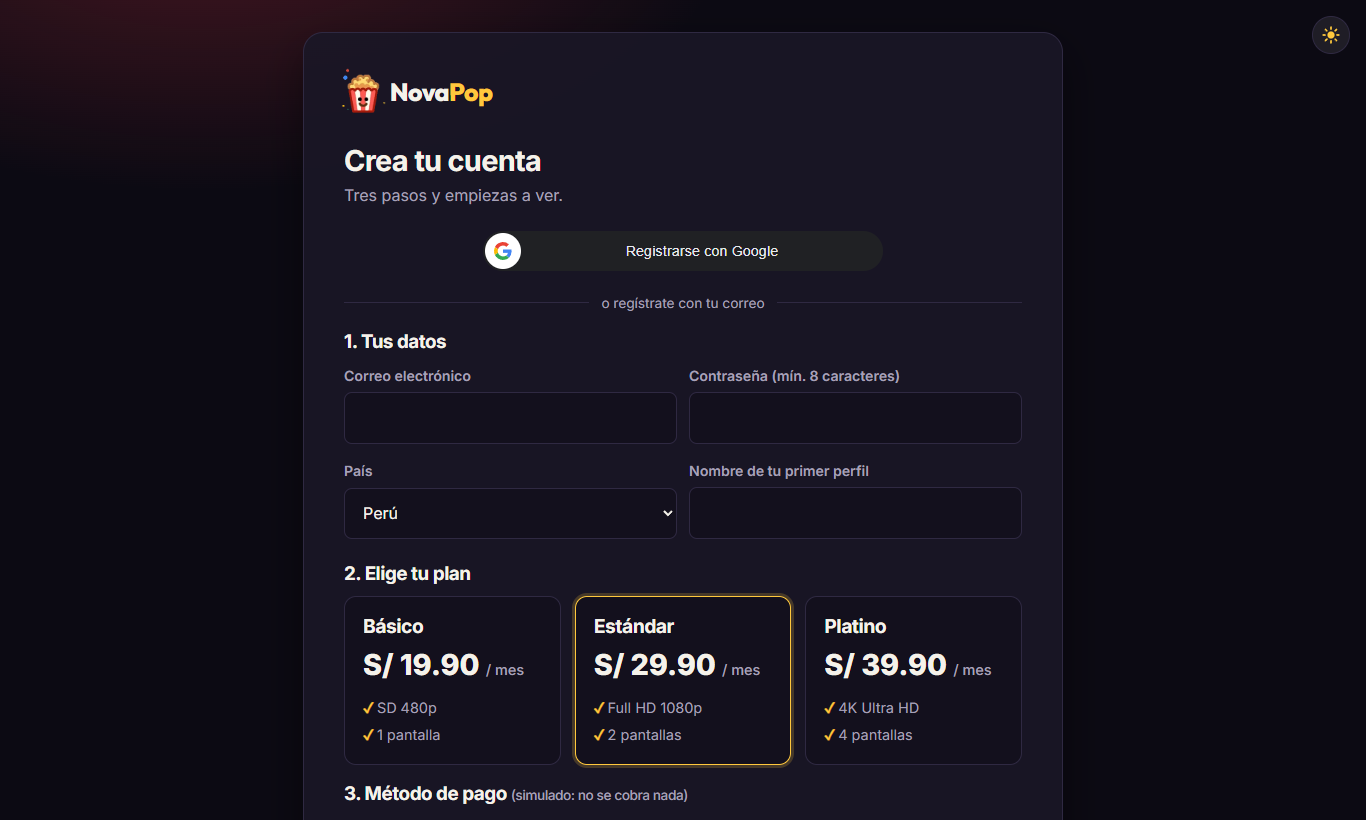 NovaPop
Crea tu cuenta
Tres pasos y empiezas a ver.
Registrarse con Google
o regístrate con tu correo
1. Tus datos
Correo electrónico
Contraseña (mín. 8 caracteres)
País
Nombre de tu primer perfil
Perú
2. Elige tu plan
Básico
S/ 19.90 / mes
✓ SD 480p
✓ 1 pantalla
Estándar
S/ 29.90 / mes
✓ Full HD 1080p
✓ 2 pantallas
Platino
S/ 39.90 / mes
✓ 4K Ultra HD
✓ 4 pantallas
3. Método de pago (simulado: no se cobra nada)